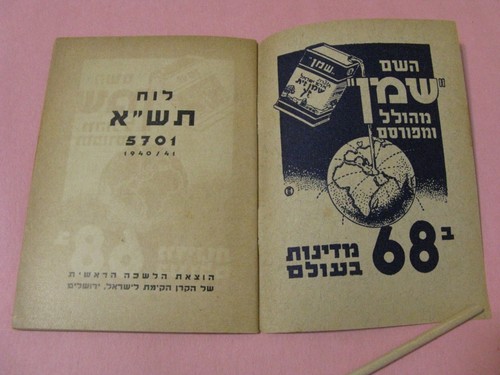 לוח
תש"א
5701
1940/41
הוצאת הלשכה הראשית
של הקרן הקימת לישראל, ירושלים
השם
"שמן"
מהולל
ומפורסם
ב 68 מדינות
בעולם
שמן